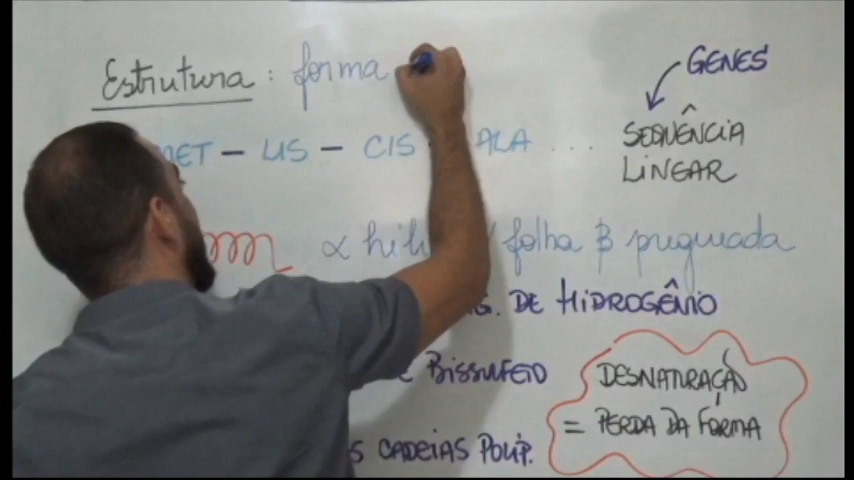 Estrutura: forma
GENES
MET - LIS - CIS - ALA ...
SEQUÊNCIA
LINEAR
α héli / folha β pregueada
G. DE HIDROGÊNIO
E BISSULFETO
DESNATURAÇÃO
= PERDA DA FORMA
S CADEIAS POLIP.